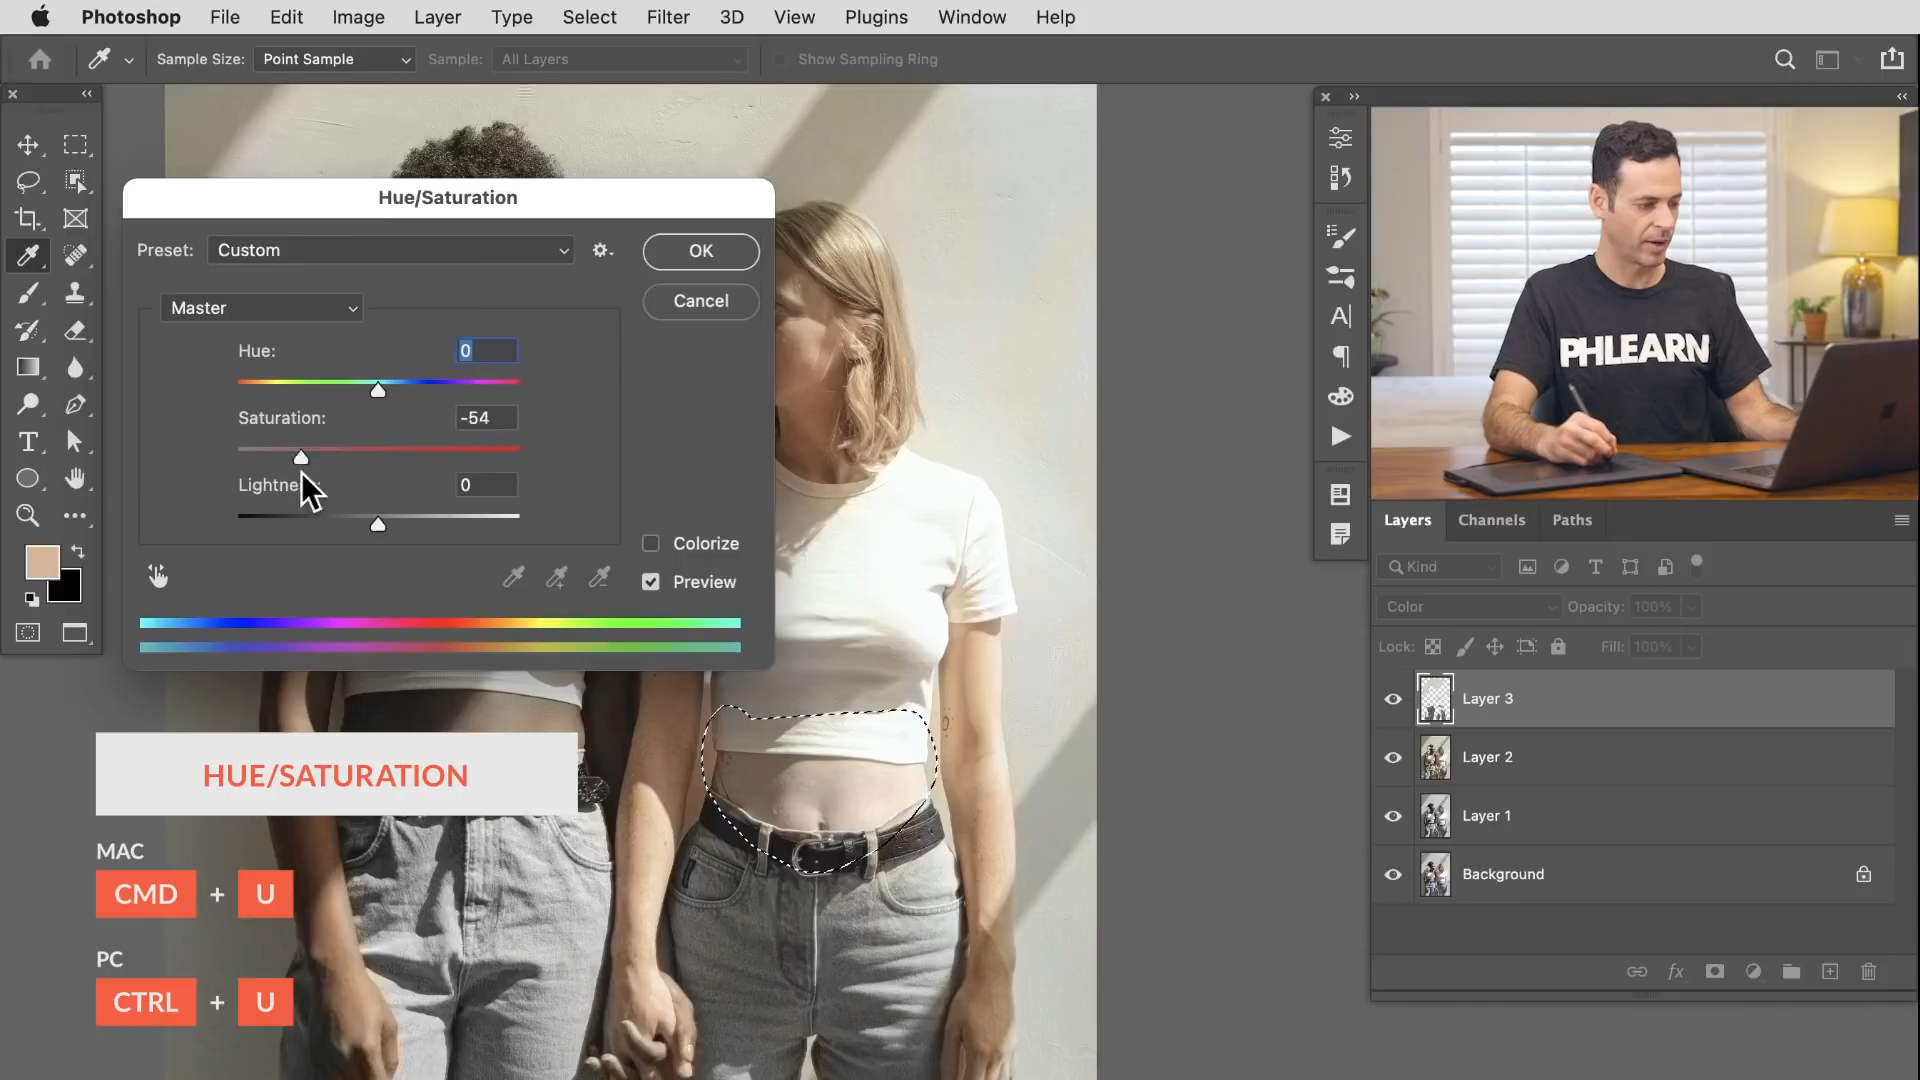 Photoshop File Edit Image Layer Type Select Filter 3D View Plugins Window Help
Sample Size: Point Sample Sample: All Layers Show Sampling Ring
Hue/Saturation
Preset: Custom OK
Cancel
Master
Hue: 0
Saturation: -54
Lightne 0
Colorize
Preview
HUE/SATURATION
MAC
CMD + U
PC
CTRL + U
PHLEARN
Layers Channels Paths
Kind
Color Opacity: 100%
Lock: Fill: 100%
Layer 3
Layer 2
Layer 1
Background